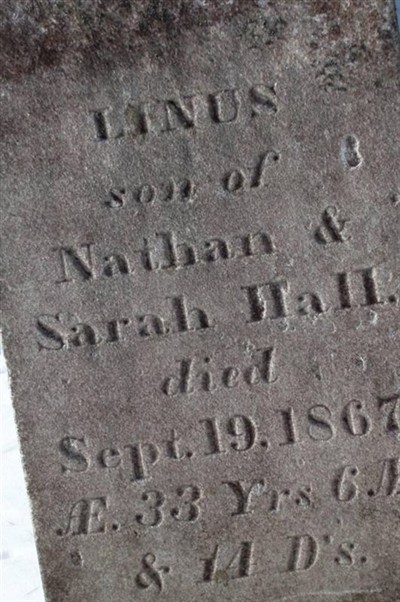 LINUS
son of
Nathan &
Sarah Hall.
died
Sept. 19, 1867
Æ. 33 Yrs 6 M
& 14 D's.